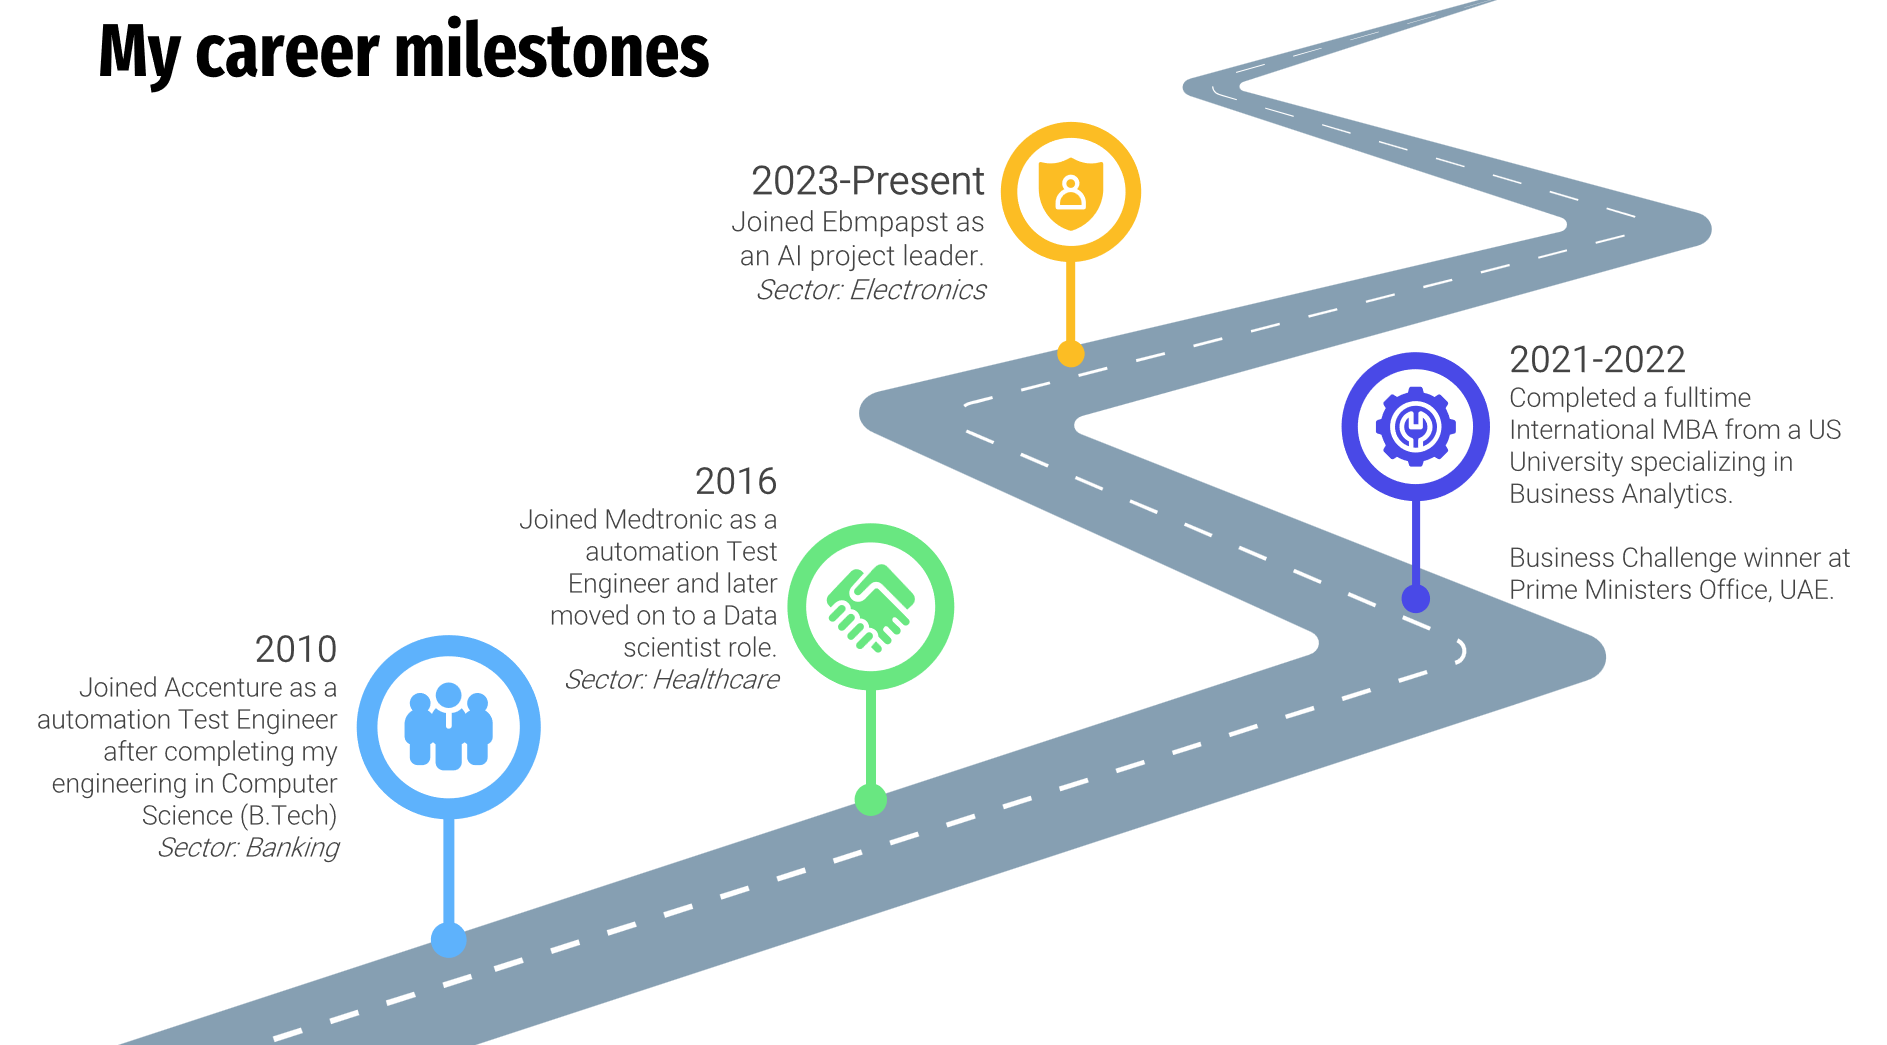 My career milestones
2023-Present
Joined Ebmpapst as
an AI project leader.
Sector: Electronics
2021-2022
Completed a fulltime
International MBA from a US
University specializing in
Business Analytics.
Business Challenge winner at
Prime Ministers Office, UAE.
2016
Joined Medtronic as a
automation Test
Engineer and later
moved on to a Data
scientist role.
Sector: Healthcare
2010
Joined Accenture as a
automation Test Engineer
after completing my
engineering in Computer
Science (B.Tech)
Sector: Banking